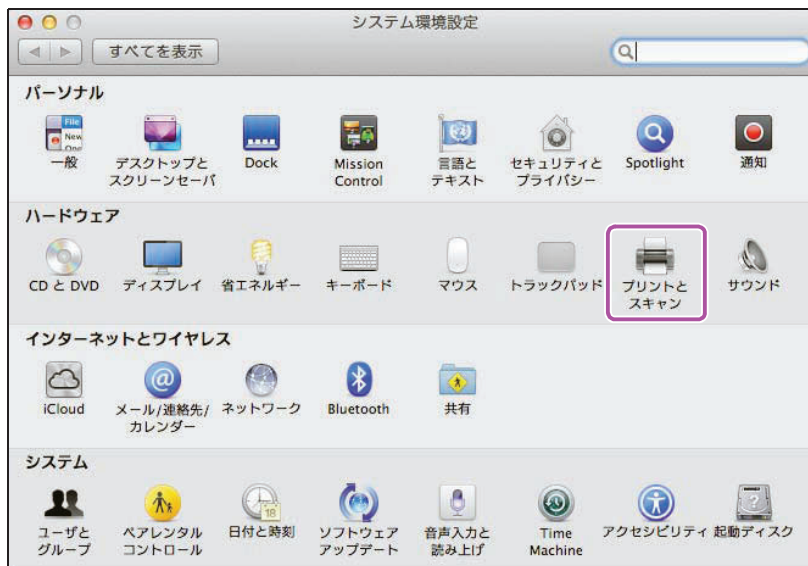 システム環境設定
すべてを表示
パーソナル
File
New
One
一般
デスクトップと
スクリーンセーバ
Dock
Mission
Control
言語と
テキスト
セキュリティと
プライバシー
Spotlight
通知
ハードウェア
CD と DVD
ディスプレイ
省エネルギー
キーボード
マウス
トラックパッド
プリントと
スキャン
サウンド
インターネットとワイヤレス
iCloud
メール/連絡先/
カレンダー
ネットワーク
Bluetooth
共有
システム
ユーザと
グループ
ペアレンタル
コントロール
18
日付と時刻
ソフトウェア
アップデート
音声入力と
読み上げ
Time
Machine
アクセシビリティ
?
起動ディスク